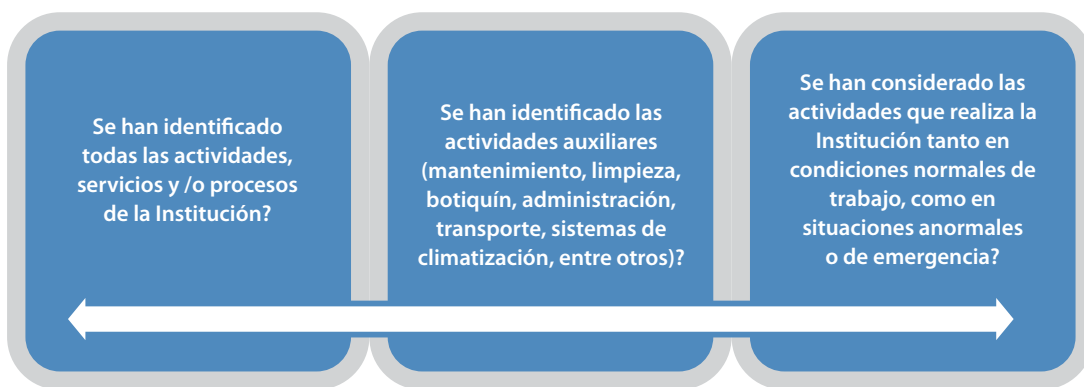 Se han identificado
todas las actividades,
servicios y /o procesos
de la Institución?
Se han identificado las
actividades auxiliares
(mantenimiento, limpieza,
botiquín, administración,
transporte, sistemas de
climatización, entre otros)?
Se han considerado las
actividades que realiza la
Institución tanto en
condiciones normales de
trabajo, como en
situaciones anormales
o de emergencia?